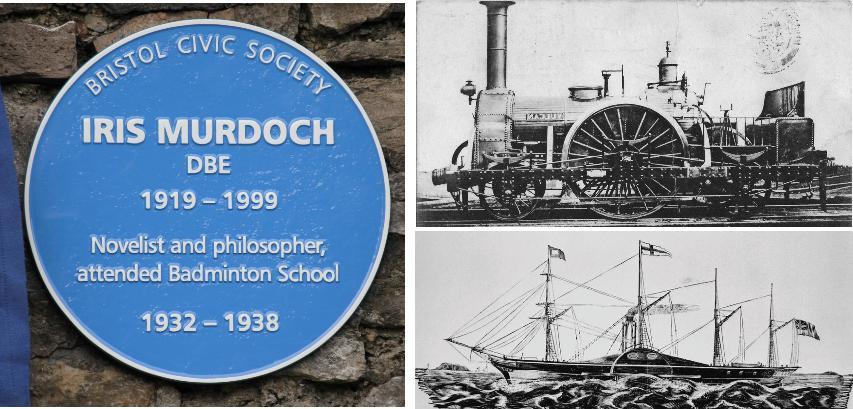 BRISTOL CIVIC SOCIETY
IRIS MURDOCH
DBE
1919 – 1999
Novelist and philosopher,
attended Badminton School
1932 – 1938